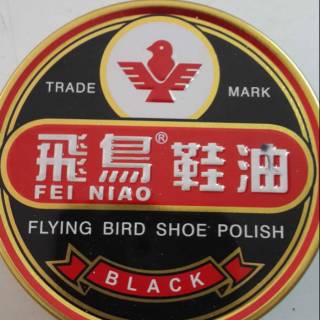 TRADE MARK
飛鳥®鞋油
FEI NIAO
FLYING BIRD SHOE POLISH
BLACK